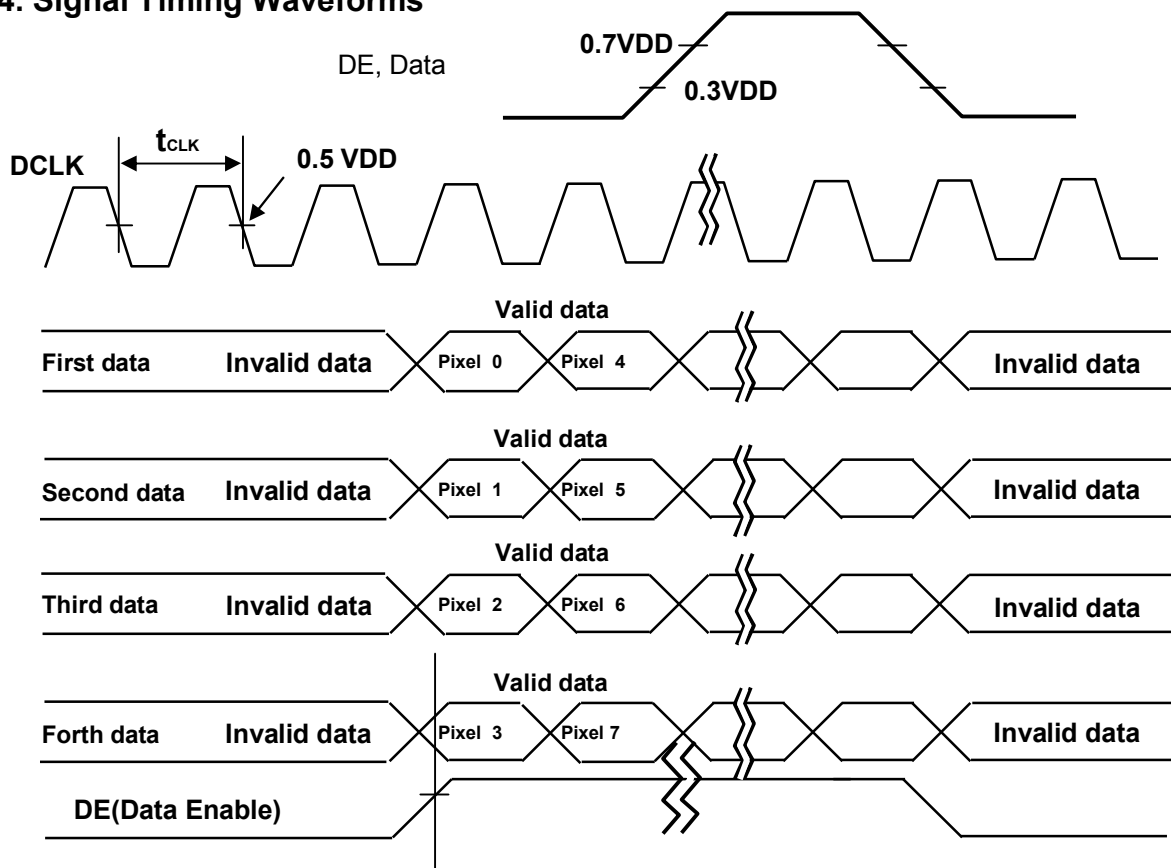 4. Signal Timing Waveforms
0.7VDD
DE, Data
0.3VDD
DCLK
tCLK
0.5 VDD
Valid data
First data Invalid data Pixel 0 Pixel 4 Invalid data
Valid data
Second data Invalid data Pixel 1 Pixel 5 Invalid data
Valid data
Third data Invalid data Pixel 2 Pixel 6 Invalid data
Valid data
Forth data Invalid data Pixel 3 Pixel 7 Invalid data
DE(Data Enable)